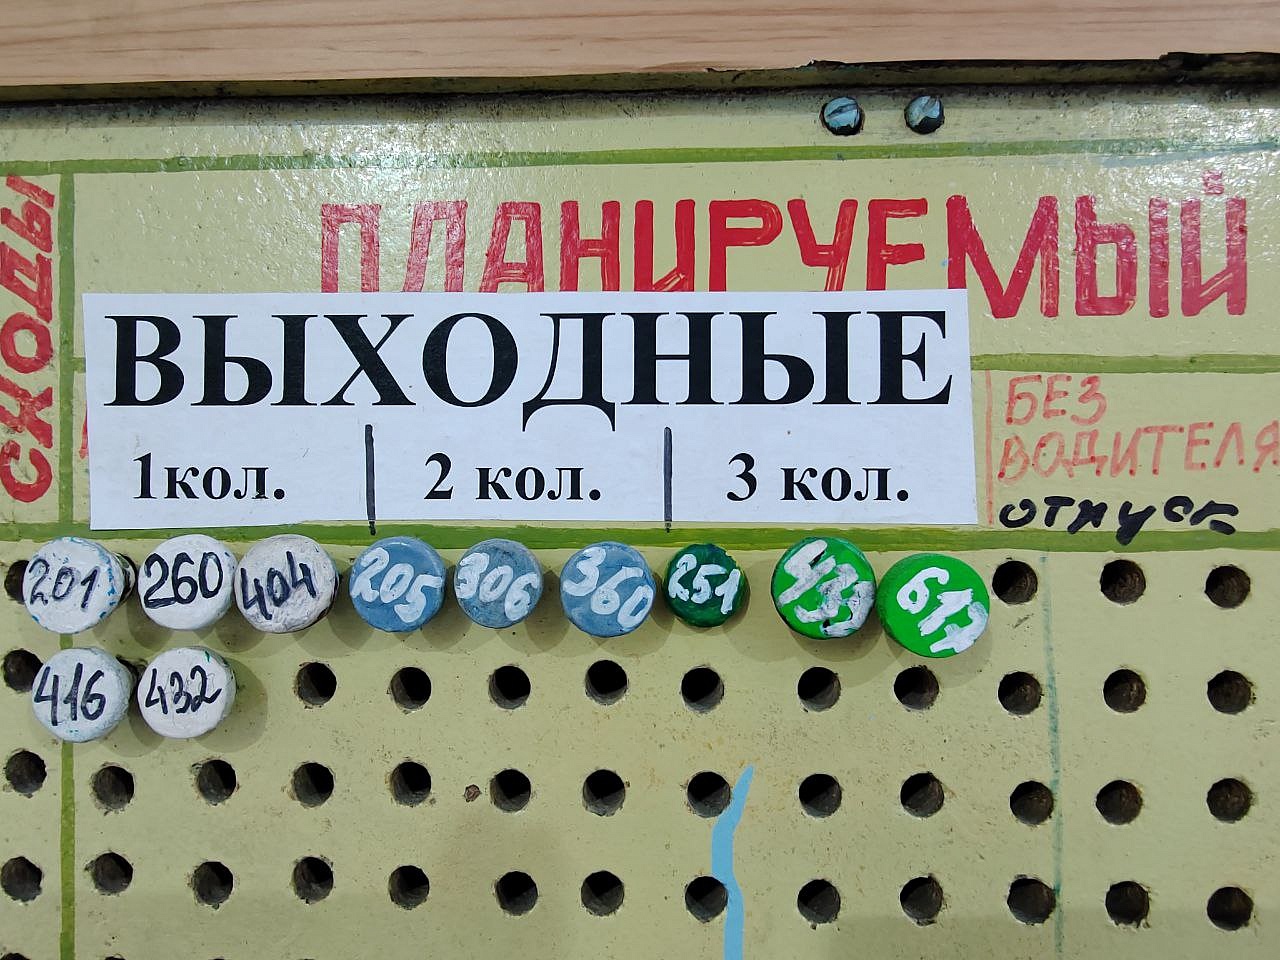 СХОДЫ
ПЛАНИРУЕМЫЙ
ВЫХОДНЫЕ
1кол. 2 кол. 3 кол.
БЕЗ
ВОДИТЕЛЯ
отпуск
201 260 404 205 306 360 251 617
416 432